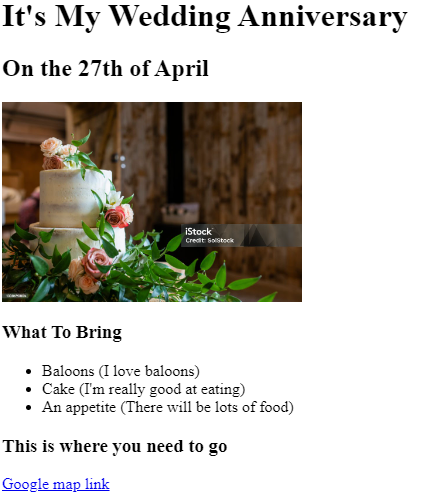 It's My Wedding Anniversary
On the 27th of April
iStock
Credit: SolStock
What To Bring
Baloons (I love baloons)
Cake (I'm really good at eating)
An appetite (There will be lots of food)
This is where you need to go
Google map link